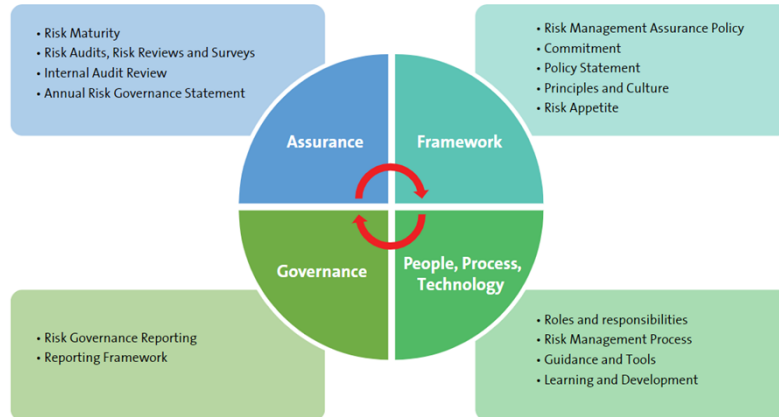 • Risk Maturity
• Risk Audits, Risk Reviews and Surveys
• Internal Audit Review
• Annual Risk Governance Statement
• Risk Management Assurance Policy
• Commitment
• Policy Statement
• Principles and Culture
• Risk Appetite
Assurance
Framework
Governance
People, Process,
Technology
• Risk Governance Reporting
• Reporting Framework
• Roles and responsibilities
• Risk Management Process
• Guidance and Tools
• Learning and Development